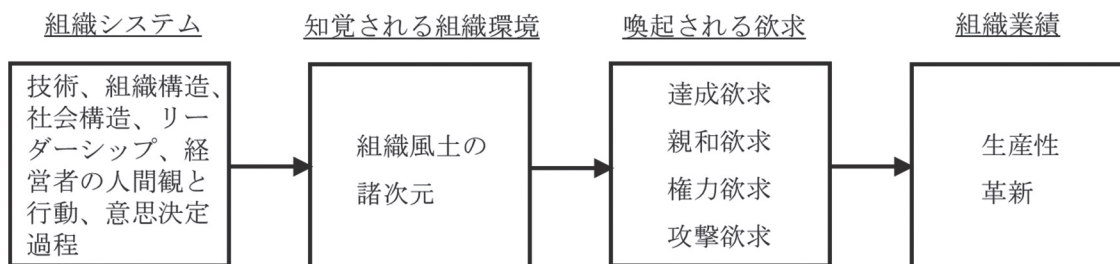 組織システム
技術、組織構造、
社会構造、リー
ダーシップ、経
営者の人間観と
行動、意思決定
過程
知覚される組織環境
組織風土の
諸次元
喚起される欲求
達成欲求
親和欲求
権力欲求
攻撃欲求
組織業績
生産性
革新